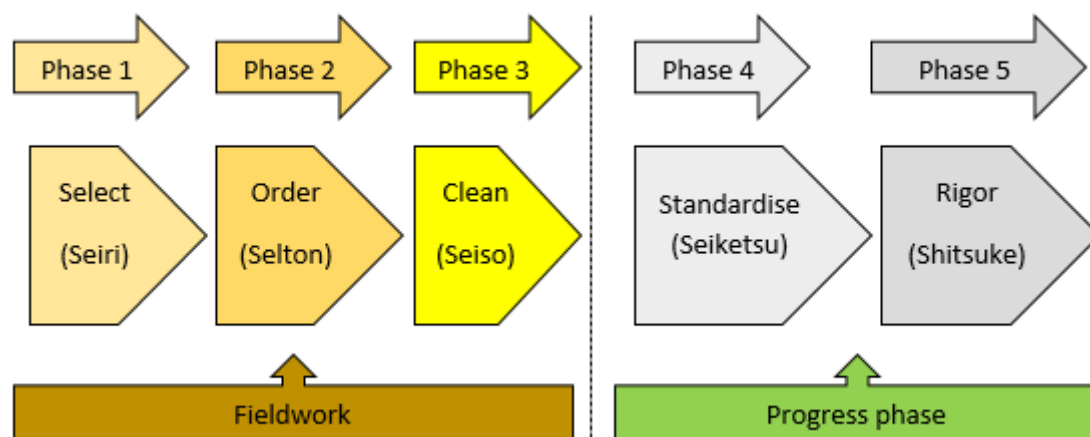 Phase 1
Phase 2
Phase 3
Phase 4
Phase 5
Select
(Seiri)
Order
(Selton)
Clean
(Seiso)
Standardise
(Seiketsu)
Rigor
(Shitsuke)
Fieldwork
Progress phase